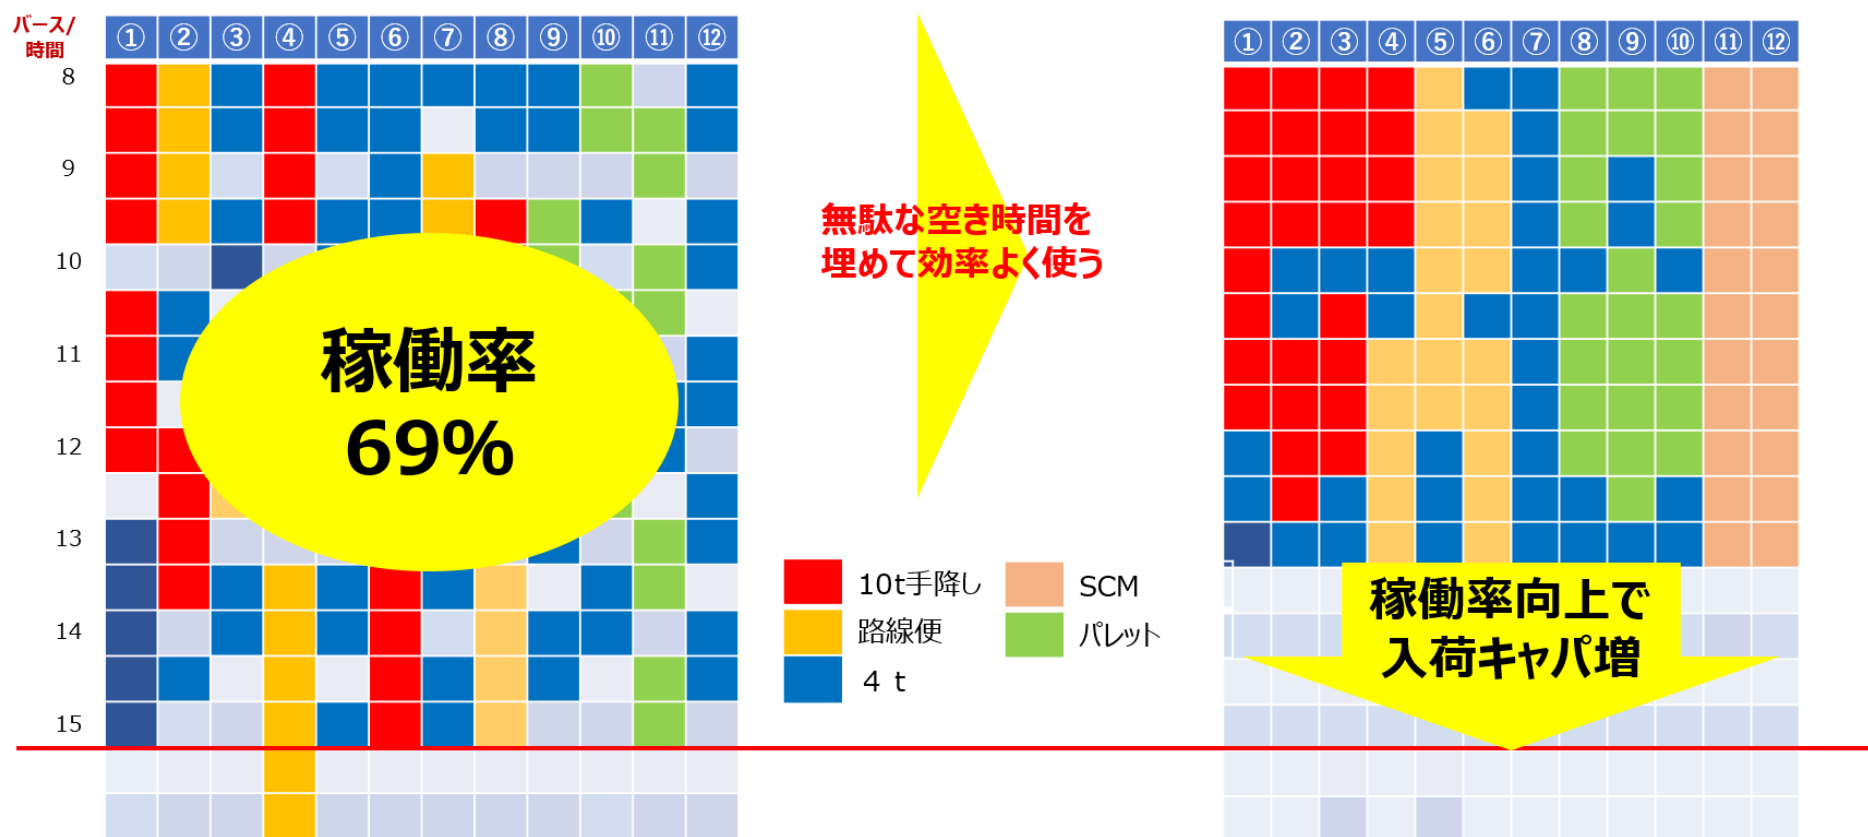 バース/
時間
① ② ③ ④ ⑤ ⑥ ⑦ ⑧ ⑨ ⑩ ⑪ ⑫
8
9
10
11
12
13
14
15
稼働率
69%
無駄な空き時間を
埋めて効率よく使う
10t手降し
SCM
路線便
パレット
４ t
① ② ③ ④ ⑤ ⑥ ⑦ ⑧ ⑨ ⑩ ⑪ ⑫
稼働率向上で
入荷キャパ増